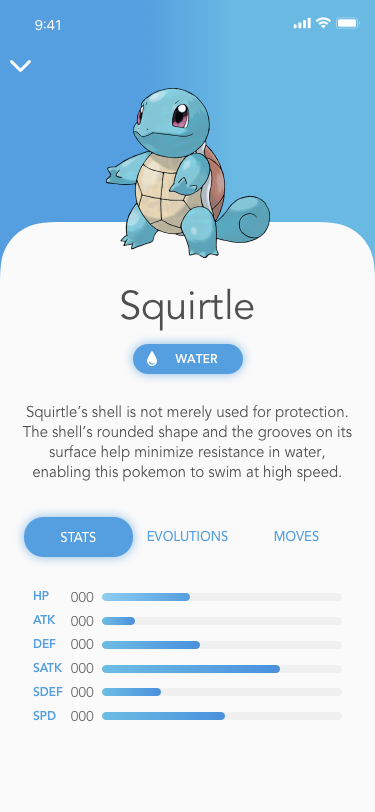 9:41
Squirtle
WATER
Squirtle’s shell is not merely used for protection.
The shell’s rounded shape and the grooves on its
surface help minimize resistance in water,
enabling this pokemon to swim at high speed.
STATS EVOLUTIONS MOVES
HP 000
ATK 000
DEF 000
SATK 000
SDEF 000
SPD 000